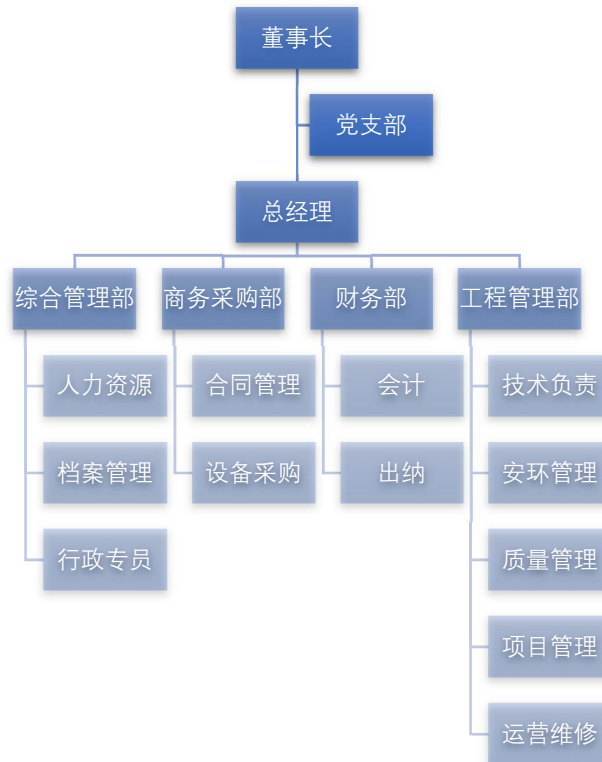 董事长
党支部
总经理
综合管理部
商务采购部
财务部
工程管理部
人力资源
合同管理
会计
技术负责
档案管理
设备采购
出纳
安环管理
行政专员
质量管理
项目管理
运营维修